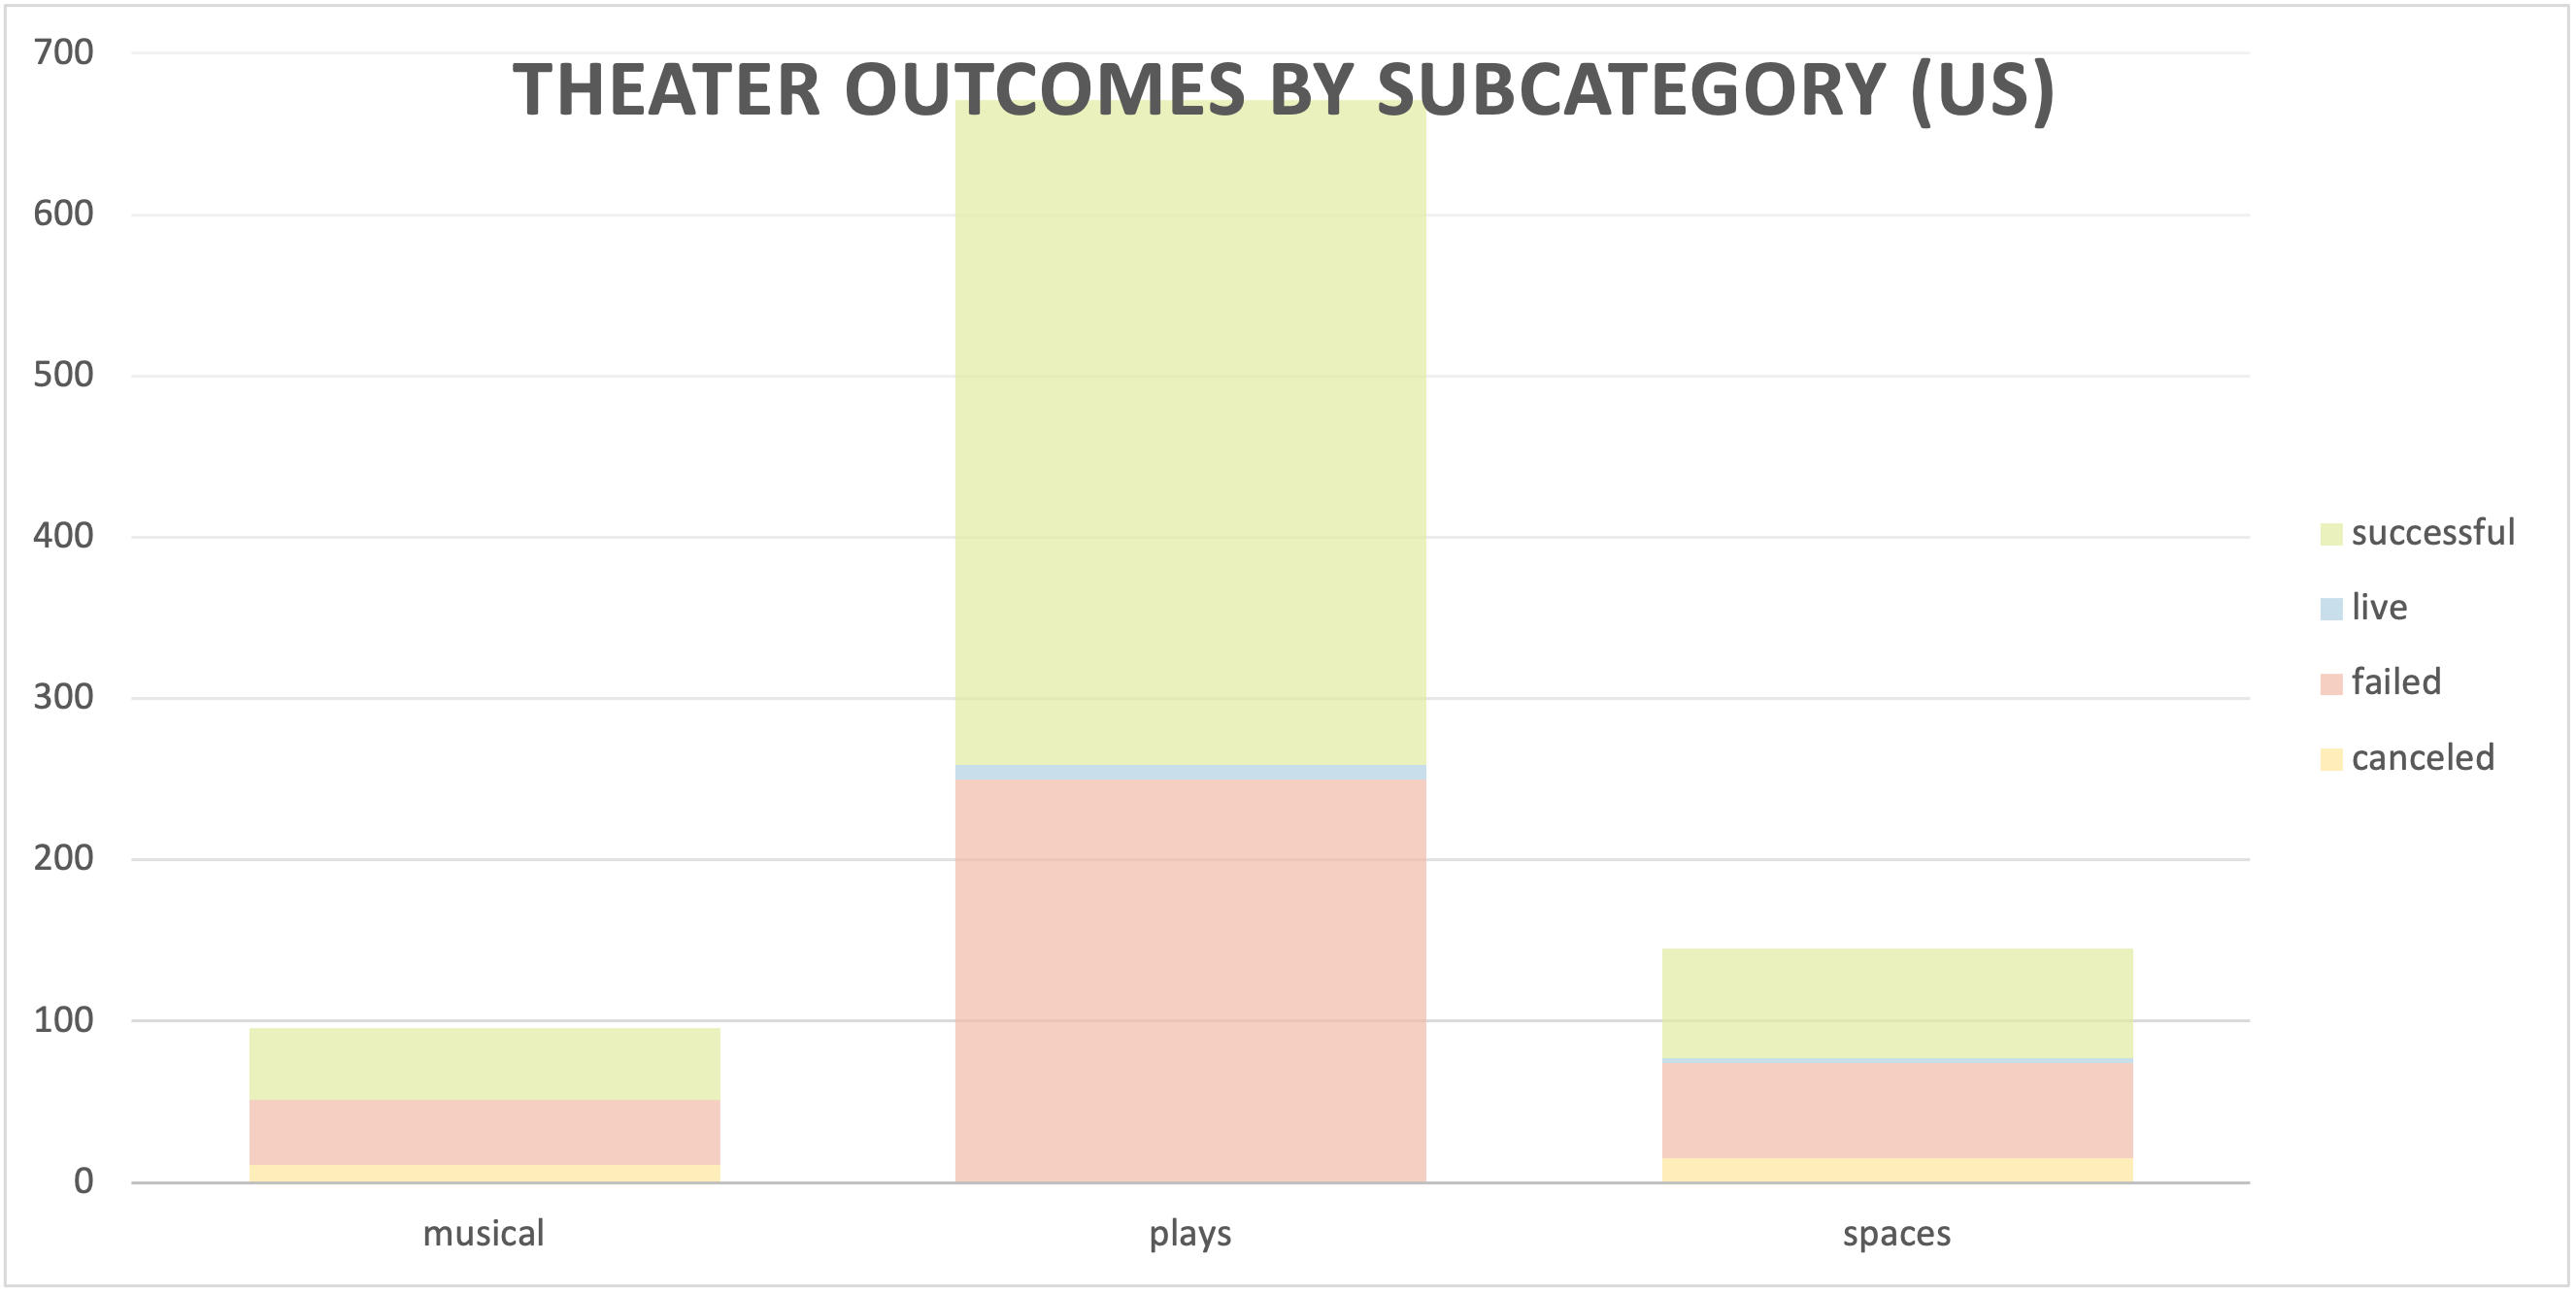 THEATER OUTCOMES BY SUBCATEGORY (US)
700
600
500
400
300
200
100
0
musical
plays
spaces
successful
live
failed
canceled